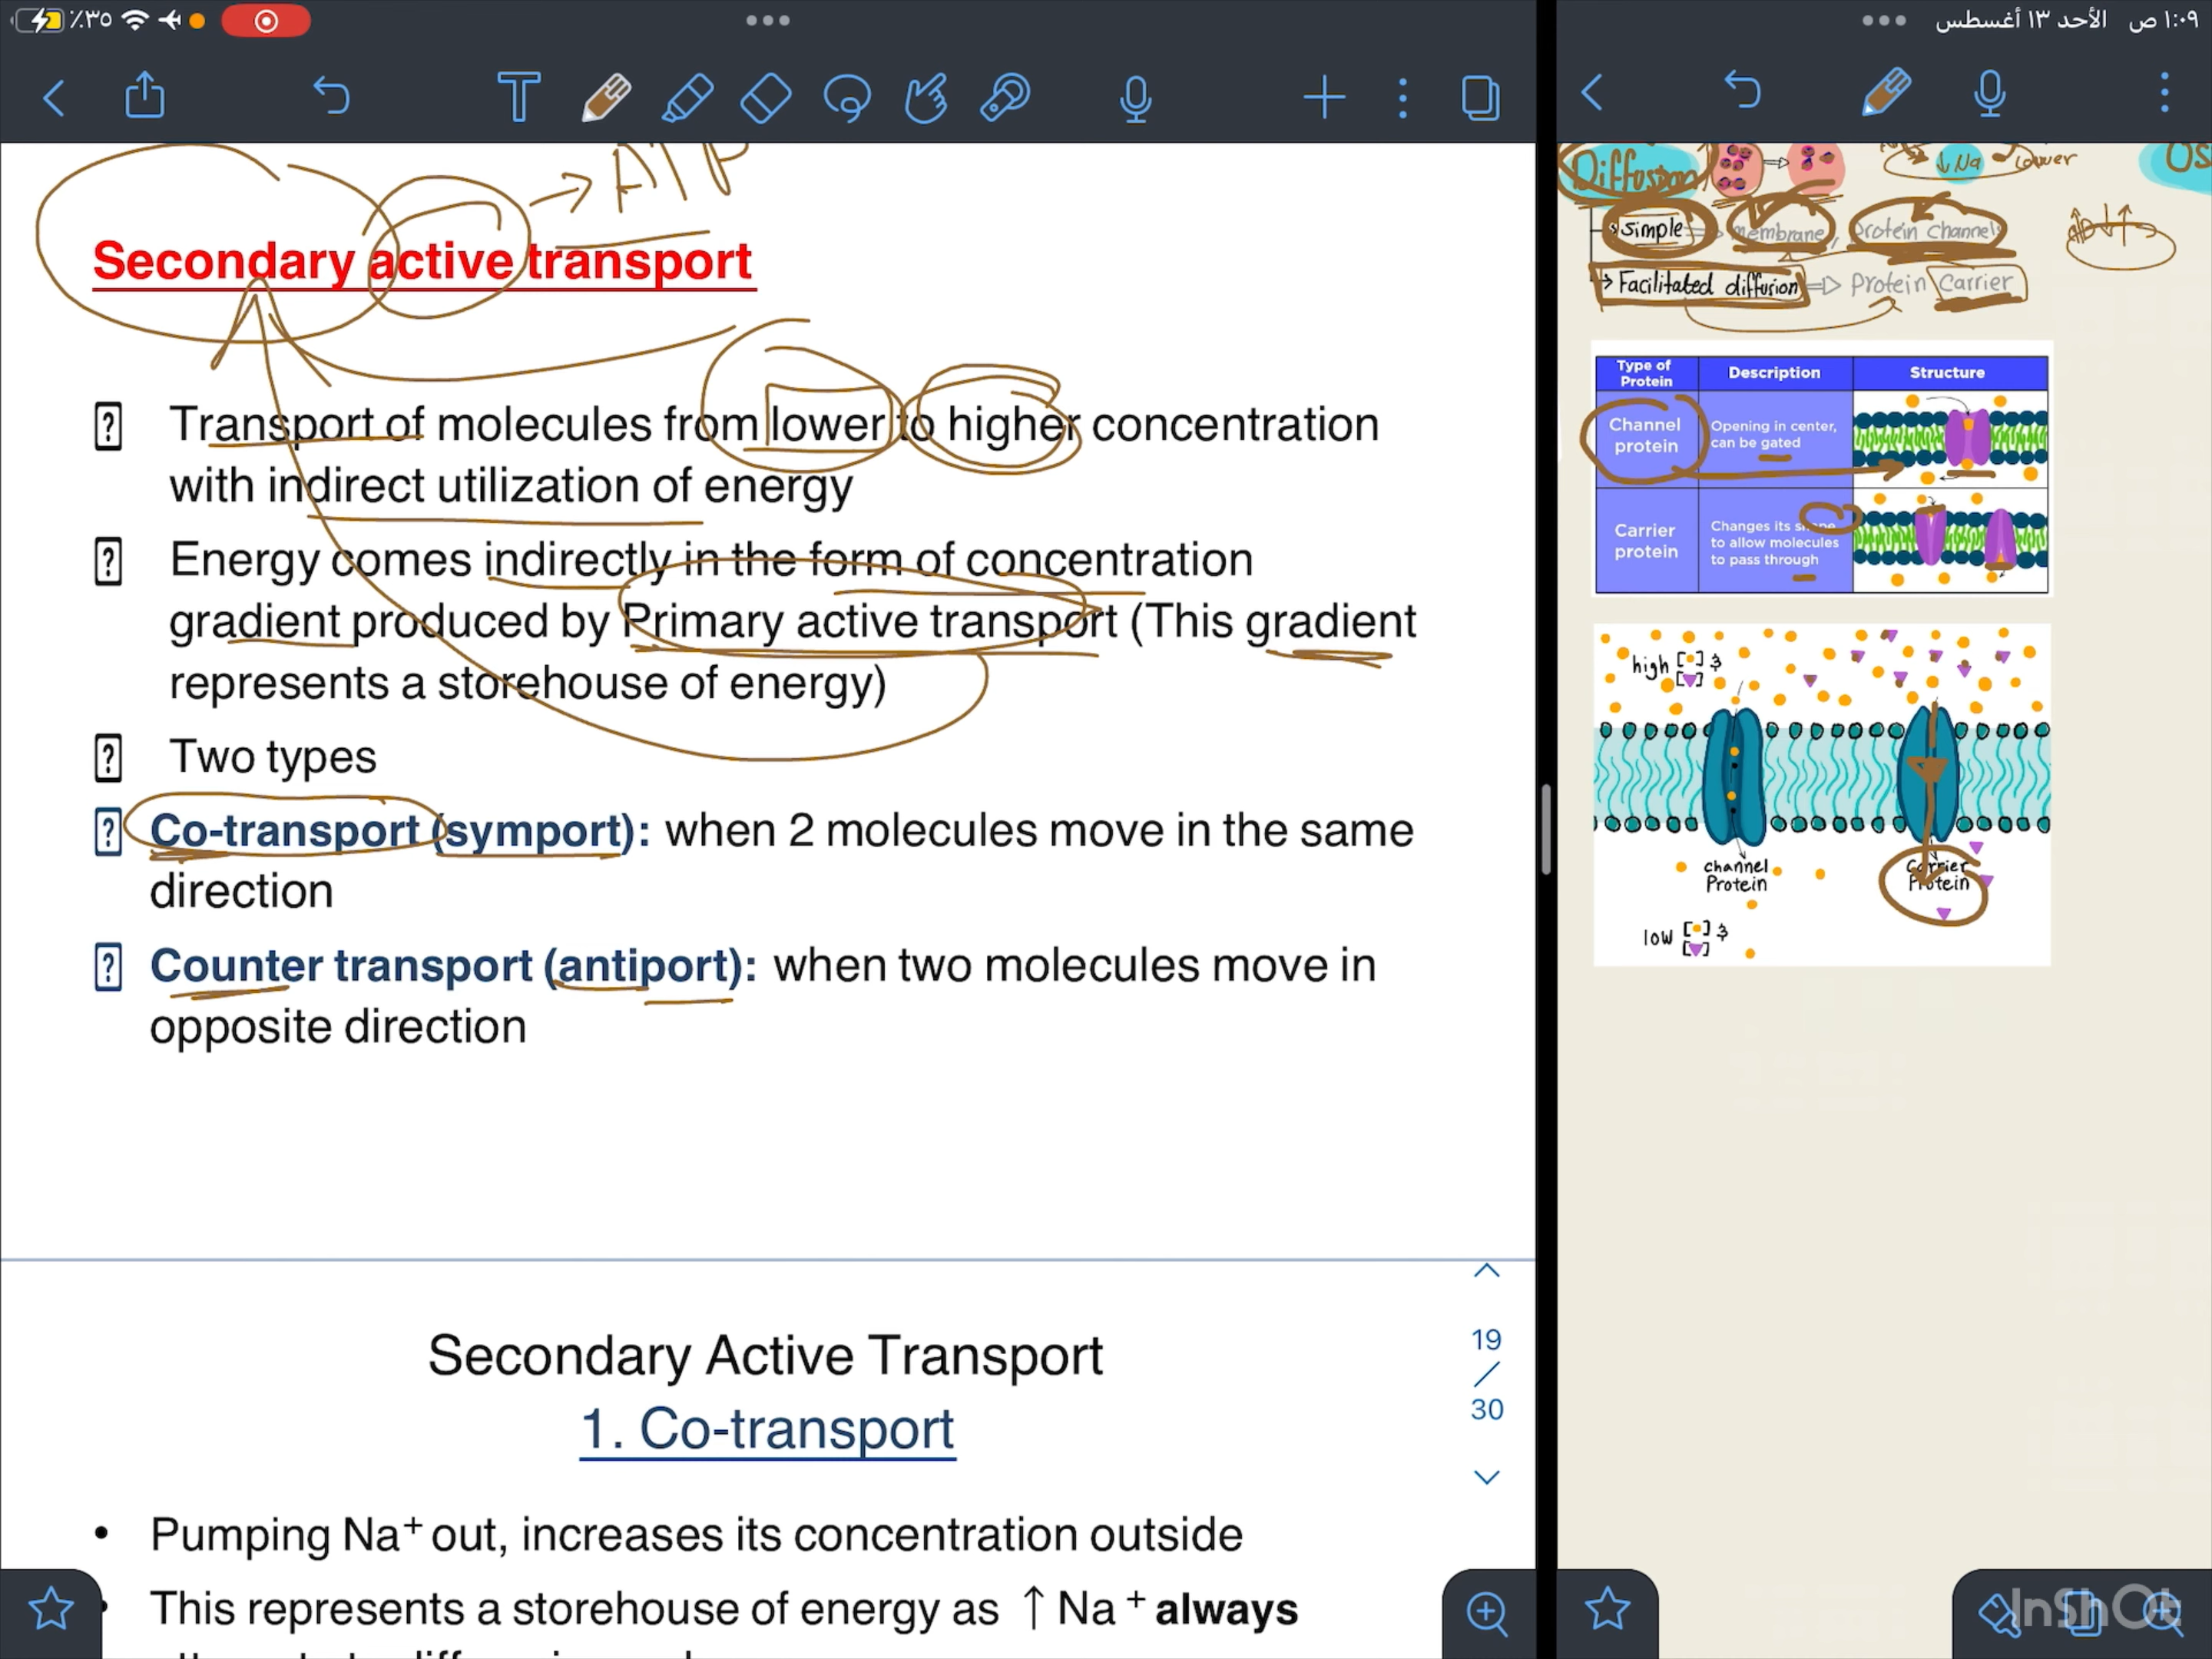 ٪٣٥
١:٠٩ ص الأحد ١٣ أغسطس
→ ATP
Secondary active transport
Transport of molecules from lower to higher concentration
with indirect utilization of energy
Energy comes indirectly in the form of concentration
gradient produced by Primary active transport (This gradient
represents a storehouse of energy)
Two types
Co-transport (symport): when 2 molecules move in the same
direction
Counter transport (antiport): when two molecules move in
opposite direction
Secondary Active Transport
1. Co-transport
19
/
30
• Pumping Na+ out, increases its concentration outside
• This represents a storehouse of energy as ↑ Na + always
Diffusion
↓ Na
Lower
Os
Simple ⇒ membrane, Protein Channels
→ Facilitated diffusion ⇒ Protein Carrier
Type of Protein Description Structure
Channel protein
Opening in center,
can be gated
Carrier protein
Changes its shape
to allow molecules
to pass through
high
channel
Protein
Carrier
Protein
low
InShOt